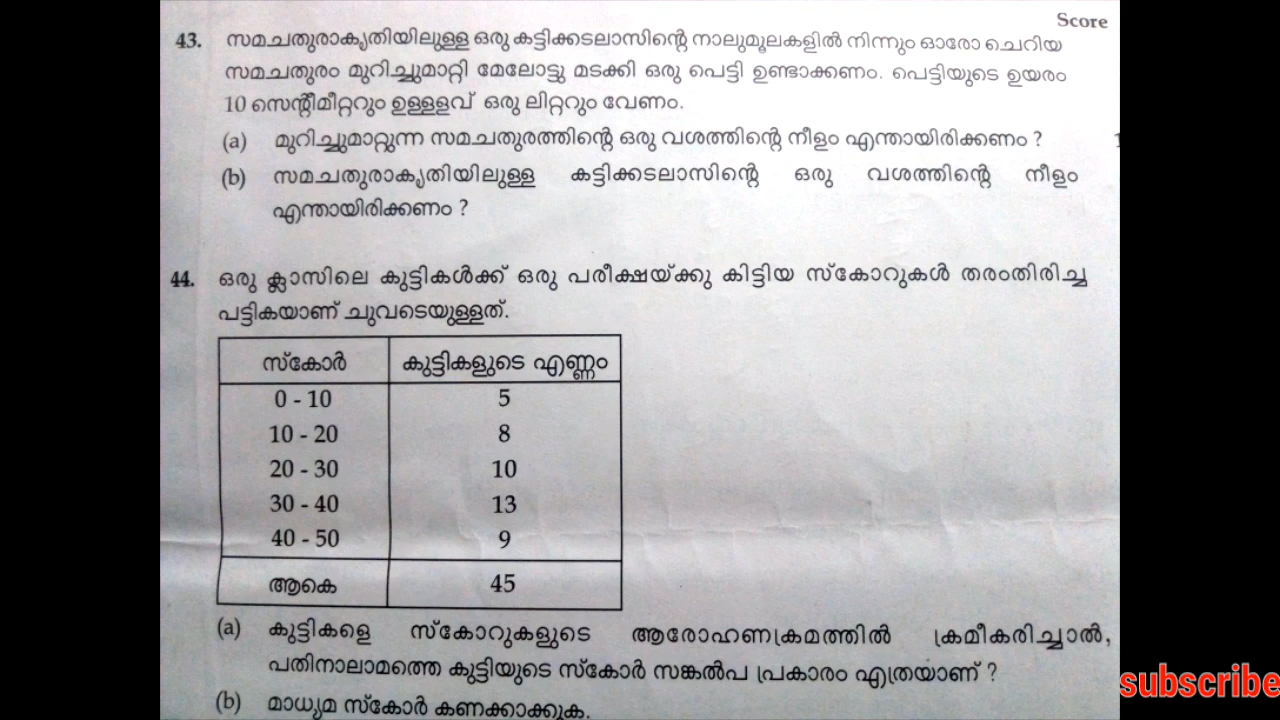 Score
43. സമചതുരാകൃതിയിലുള്ള ഒരു കട്ടിക്കടലാസിന്റെ നാലുമൂലകളിൽ നിന്നും ഓരോ ചെറിയ
സമചതുരം മുറിച്ചുമാറ്റി മേലോട്ടു മടക്കി ഒരു പെട്ടി ഉണ്ടാക്കണം. പെട്ടിയുടെ ഉയരം
10 സെന്റീമീറ്ററും ഉള്ളളവ് ഒരു ലിറ്ററും വേണം.
(a) മുറിച്ചുമാറ്റുന്ന സമചതുരത്തിന്റെ ഒരു വശത്തിന്റെ നീളം എന്തായിരിക്കണം ? 1
(b) സമചതുരാകൃതിയിലുള്ള കട്ടിക്കടലാസിന്റെ ഒരു വശത്തിന്റെ നീളം
എന്തായിരിക്കണം ?
44. ഒരു ക്ലാസിലെ കുട്ടികൾക്ക് ഒരു പരീക്ഷയ്ക്കു കിട്ടിയ സ്കോറുകൾ തരംതിരിച്ച
പട്ടികയാണ് ചുവടെയുള്ളത്.
സ്കോർ കുട്ടികളുടെ എണ്ണം
0 - 10 5
10 - 20 8
20 - 30 10
30 - 40 13
40 - 50 9
ആകെ 45
(a) കുട്ടികളെ സ്കോറുകളുടെ ആരോഹണക്രമത്തിൽ ക്രമീകരിച്ചാൽ,
പതിനാലാമത്തെ കുട്ടിയുടെ സ്കോർ സങ്കൽപ പ്രകാരം എത്രയാണ് ?
(b) മാധ്യമ സ്കോർ കണക്കാക്കുക.
subscribe